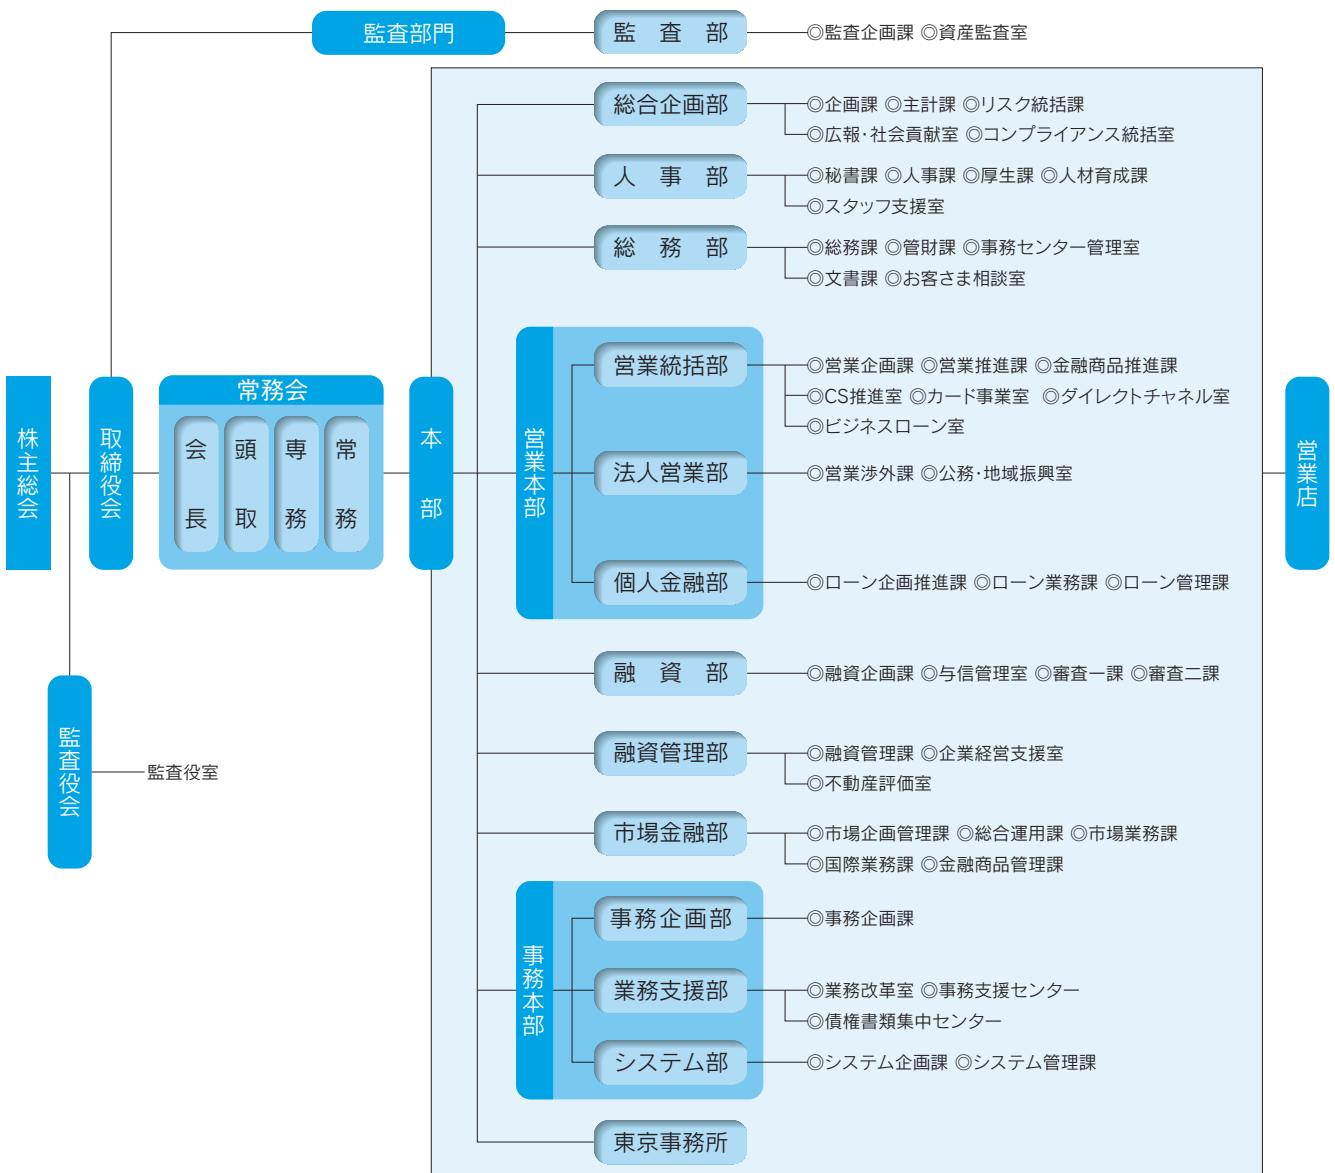 監査部門
監査部
◎監査企画課 ◎資産監査室
総合企画部
◎企画課 ◎主計課 ◎リスク統括課
◎広報・社会貢献室 ◎コンプライアンス統括室
人事部
◎秘書課 ◎人事課 ◎厚生課 ◎人材育成課
◎スタッフ支援室
総務部
◎総務課 ◎管財課 ◎事務センター管理室
◎文書課 ◎お客さま相談室
株主総会
取締役会
常務会
会長
頭取
専務
常務
本部
営業本部
営業統括部
◎営業企画課 ◎営業推進課 ◎金融商品推進課
◎CS推進室 ◎カード事業室 ◎ダイレクトチャネル室
◎ビジネスローン室
法人営業部
◎営業渉外課 ◎公務・地域振興室
個人金融部
◎ローン企画推進課 ◎ローン業務課 ◎ローン管理課
営業店
監査役会
監査役室
融資部
◎融資企画課 ◎与信管理室 ◎審査一課 ◎審査二課
融資管理部
◎融資管理課 ◎企業経営支援室
◎不動産評価室
市場金融部
◎市場企画管理課 ◎総合運用課 ◎市場業務課
◎国際業務課 ◎金融商品管理課
事務本部
事務企画部
◎事務企画課
業務支援部
◎業務改革室 ◎事務支援センター
◎債権書類集中センター
システム部
◎システム企画課 ◎システム管理課
東京事務所